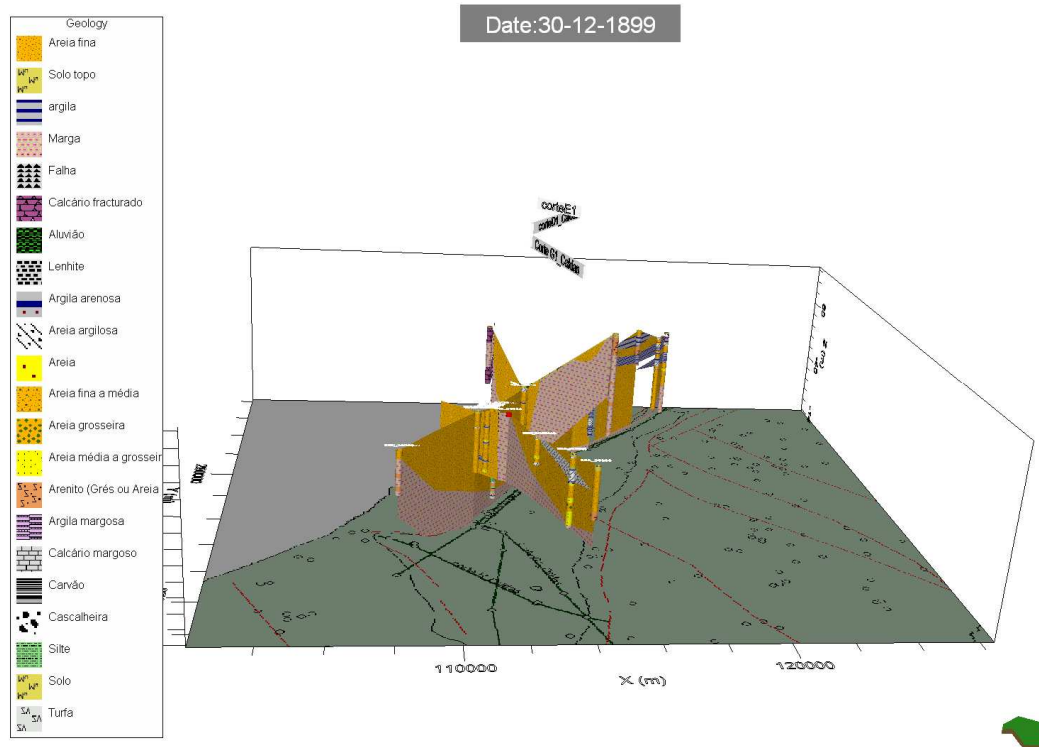 Date:30-12-1899
Geology
Areia fina
Solo topo
argila
Marga
Falha
Calcário fracturado
Aluvião
Lenhite
Argila arenosa
Areia argilosa
Areia
Areia fina a média
Areia grosseira
Areia média a grosseir
Arenito (Grés ou Areia
Argila margosa
Calcário margoso
Carvão
Cascalheira
Silte
Solo
Turfa
corteE1
Corte G1_Caldas
110000
120000
X (m)